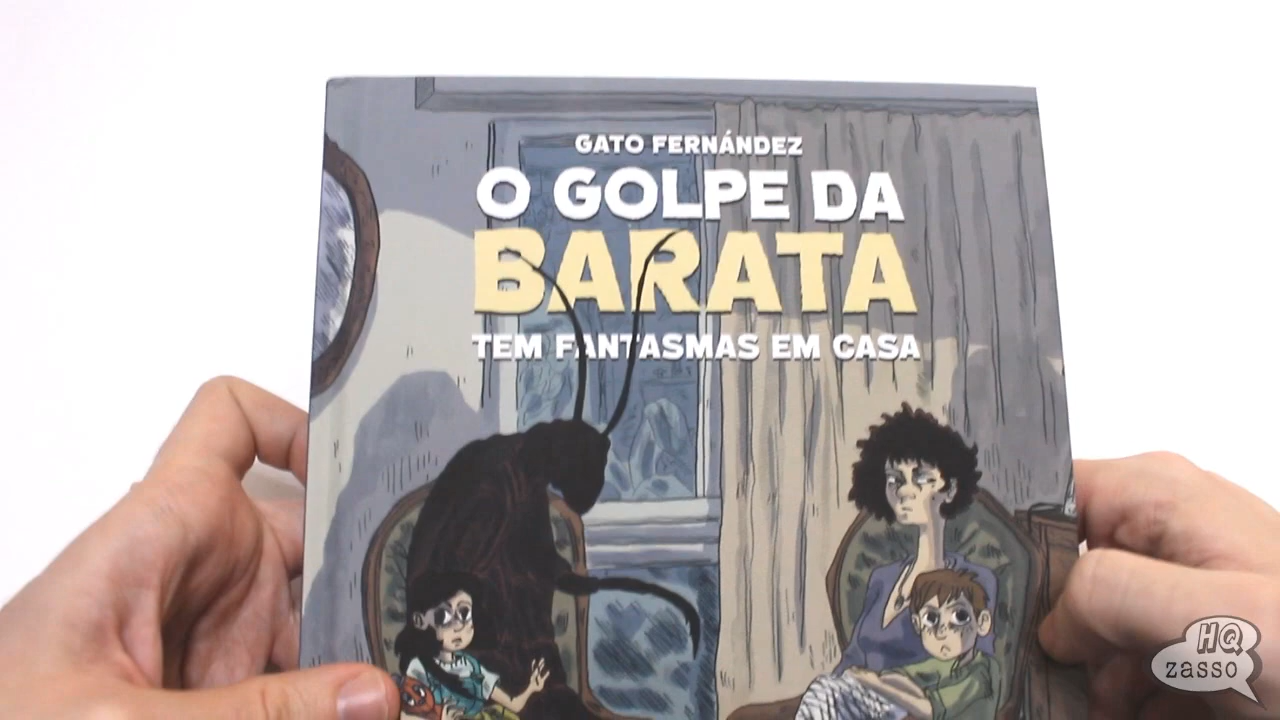 GATO FERNÁNDEZ
O GOLPE DA
BARATA
TEM FANTASMAS EM CASA
HQ
zasso